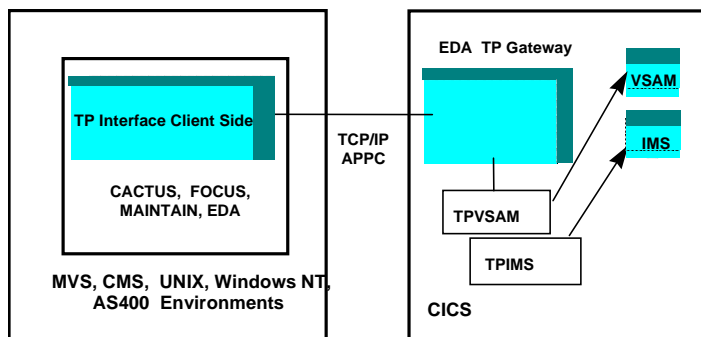 TP Interface Client Side
CACTUS, FOCUS,
MAINTAIN, EDA
MVS, CMS, UNIX, Windows NT,
AS400 Environments
TCP/IP
APPC
EDA TP Gateway
VSAM
IMS
TPVSAM
TPIMS
CICS